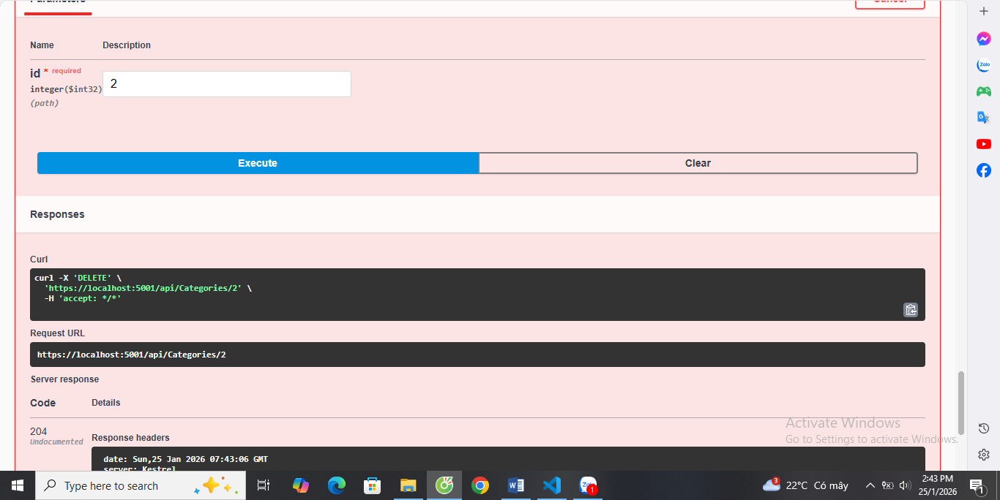 Parameters
Cancel
Name Description
id * required
integer($int32)
(path)
2
Execute Clear
Responses
Curl
curl -X 'DELETE' \
'https://localhost:5001/api/Categories/2' \
-H 'accept: */*'
Request URL
https://localhost:5001/api/Categories/2
Server response
Code Details
204
Undocumented
Response headers
date: Sun,25 Jan 2026 07:43:06 GMT
server: Kestrel
Activate Windows
Go to Settings to activate Windows.
Zalo
Type here to search
3
22°C Có mây
2:43 PM
25/1/2026
1
1